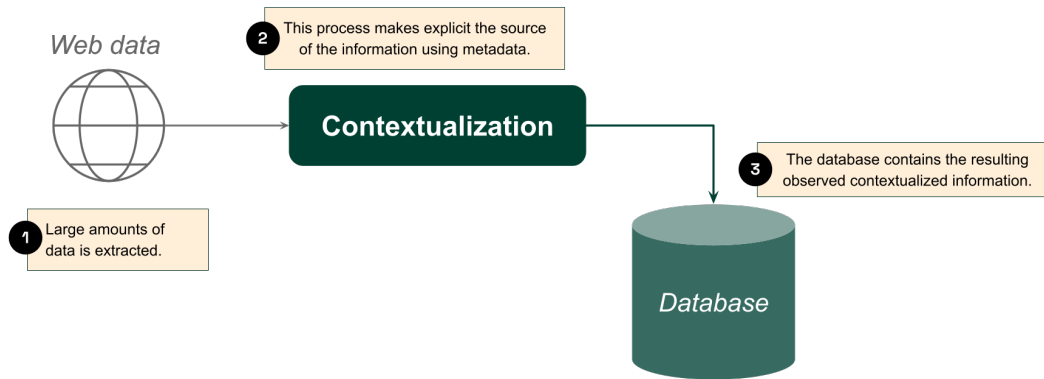 Web data
2
This process makes explicit the source
of the information using metadata.
Contextualization
3
The database contains the resulting
observed contextualized information.
1
Large amounts of
data is extracted.
Database